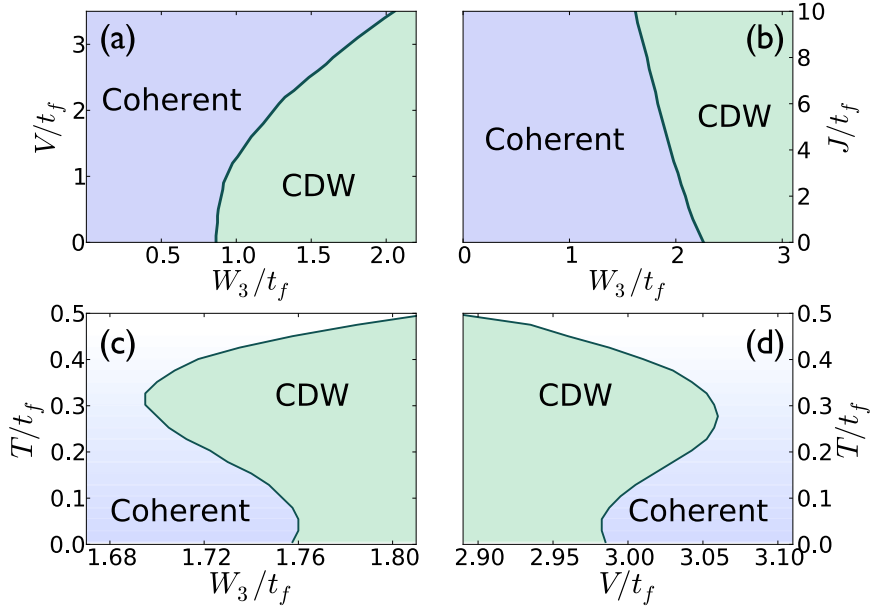 (a)
Coherent
CDW
V/t_f
3
2
1
0
0.5 1.0 1.5 2.0
W_3/t_f
(b)
Coherent
CDW
J/t_f
10
8
6
4
2
0
0 1 2 3
W_3/t_f
(c)
CDW
Coherent
T/t_f
0.5
0.4
0.3
0.2
0.1
0.0
1.68 1.72 1.76 1.80
W_3/t_f
(d)
CDW
Coherent
T/t_f
0.5
0.4
0.3
0.2
0.1
0.0
2.90 2.95 3.00 3.05 3.10
V/t_f